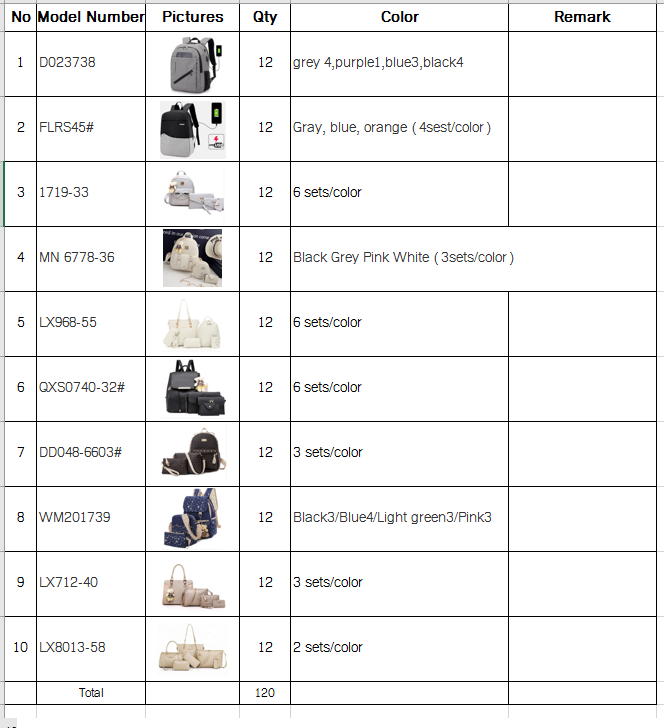 No Model Number Pictures Qty Color Remark
1 D023738 12 grey 4,purple1,blue3,black4
2 FLRS45# 12 Gray, blue, orange ( 4sest/color )
3 1719-33 12 6 sets/color
4 MN 6778-36 12 Black Grey Pink White ( 3sets/color )
5 LX968-55 12 6 sets/color
6 QXS0740-32# 12 6 sets/color
7 DD048-6603# 12 3 sets/color
8 WM201739 12 Black3/Blue4/Light green3/Pink3
9 LX712-40 12 3 sets/color
10 LX8013-58 12 2 sets/color
Total 120